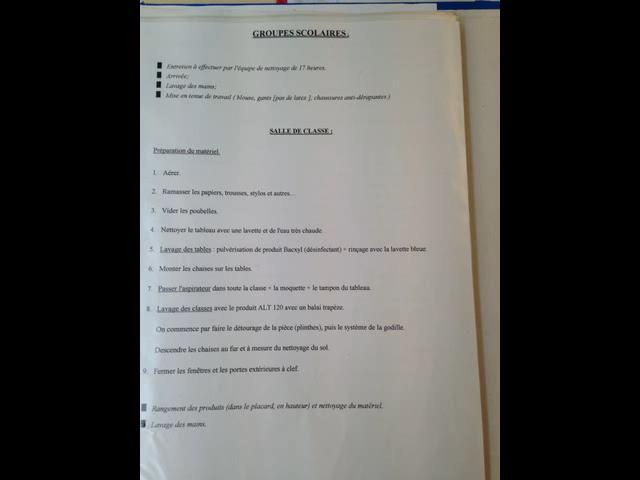 GROUPES SCOLAIRES.
Entretien à effectuer par l'équipe de nettoyage de 17 heures.
Arrivée;
Lavage des mains;
Mise en tenue de travail ( blouse, gants [pas de latex ], chaussures anti-dérapantes )
SALLE DE CLASSE :
Préparation du matériel.
1. Aérer.
2. Ramasser les papiers, trousses, stylos et autres…
3. Vider les poubelles.
4. Nettoyer le tableau avec une lavette et de l'eau très chaude.
5. Lavage des tables : pulvérisation de produit Bacxyl (désinfectant) + rinçage avec la lavette bleue.
6. Monter les chaises sur les tables.
7. Passer l'aspirateur dans toute la classe + la moquette + le tampon du tableau.
8. Lavage des classes avec le produit ALT 120 avec un balai trapèze.
On commence par faire le détourage de la pièce (plinthes), puis le système de la godille.
Descendre les chaises au fur et à mesure du nettoyage du sol.
9. Fermer les fenêtres et les portes extérieures à clef.
Rangement des produits (dans le placard, en hauteur) et nettoyage du matériel.
Lavage des mains.